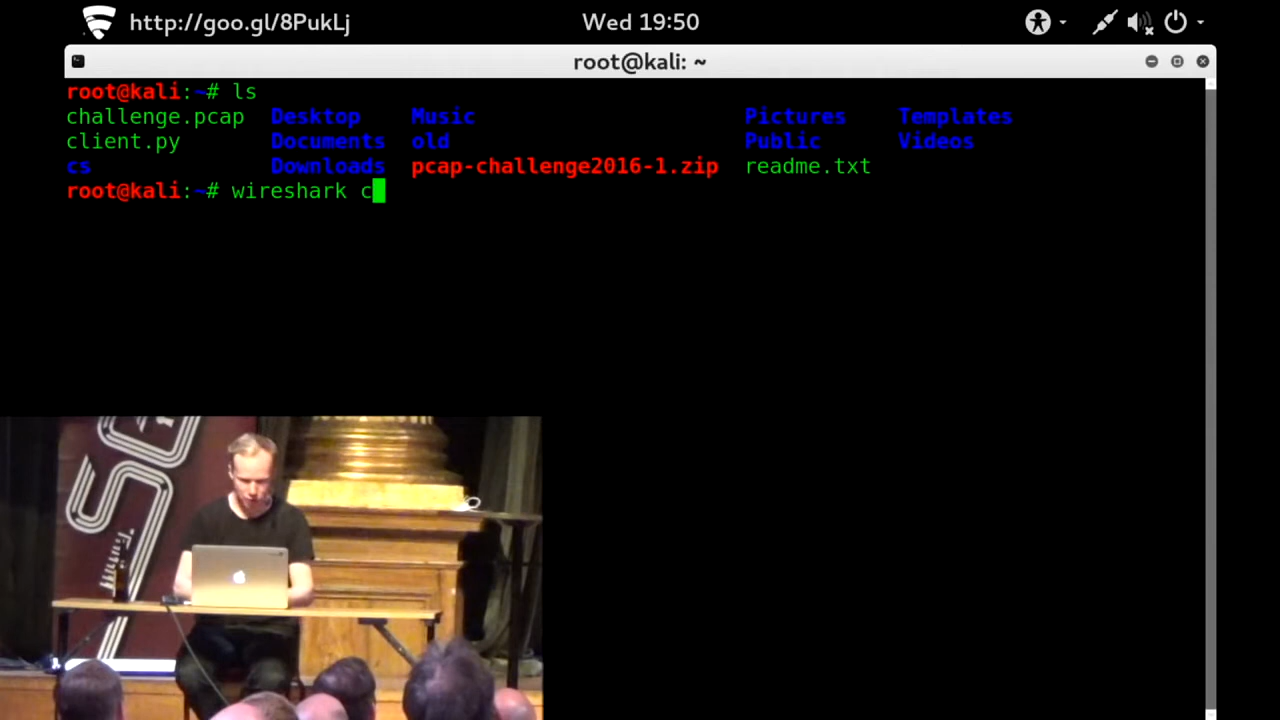 http://goo.gl/8PukLj
Wed 19:50
root@kali: ~
root@kali:~# ls
challenge.pcap Desktop Music Pictures Templates
client.py Documents old Public Videos
cs Downloads pcap-challenge2016-1.zip readme.txt
root@kali:~# wireshark c